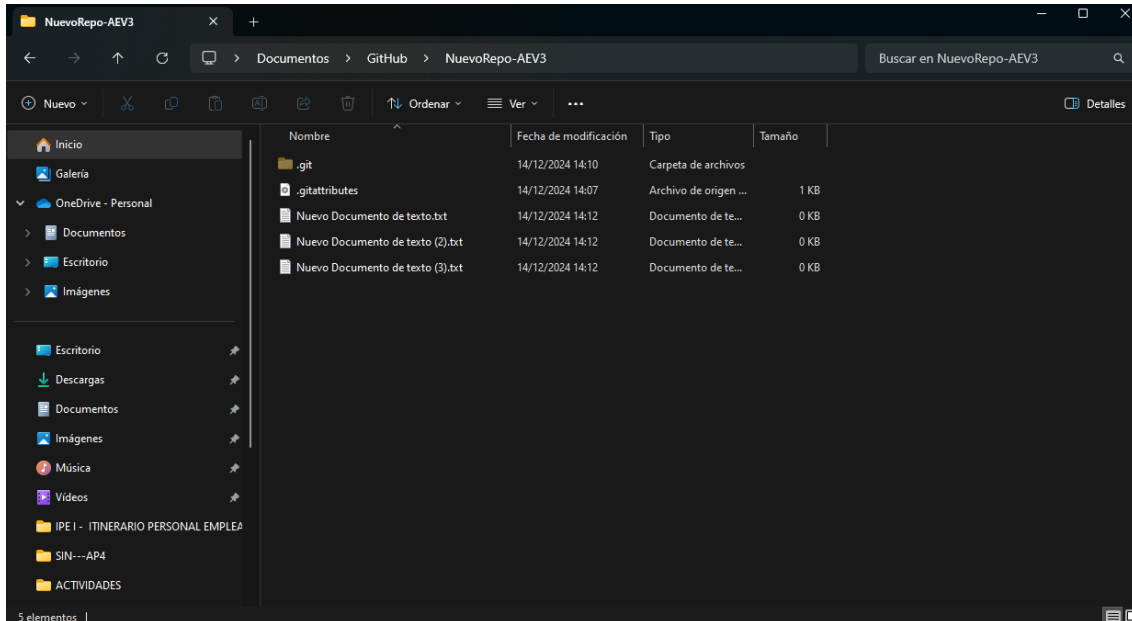 NuevoRepo-AEV3
Documentos > GitHub > NuevoRepo-AEV3
Buscar en NuevoRepo-AEV3
Nuevo
Ordenar
Ver
Detalles
Inicio
Galería
OneDrive - Personal
Documentos
Escritorio
Imágenes
Escritorio
Descargas
Documentos
Imágenes
Música
Vídeos
IPE I - ITINERARIO PERSONAL EMPLEA
SIN---AP4
ACTIVIDADES
Nombre Fecha de modificación Tipo Tamaño
.git 14/12/2024 14:10 Carpeta de archivos
.gitattributes 14/12/2024 14:07 Archivo de origen ... 1 KB
Nuevo Documento de texto.txt 14/12/2024 14:12 Documento de te... 0 KB
Nuevo Documento de texto (2).txt 14/12/2024 14:12 Documento de te... 0 KB
Nuevo Documento de texto (3).txt 14/12/2024 14:12 Documento de te... 0 KB
5 elementos